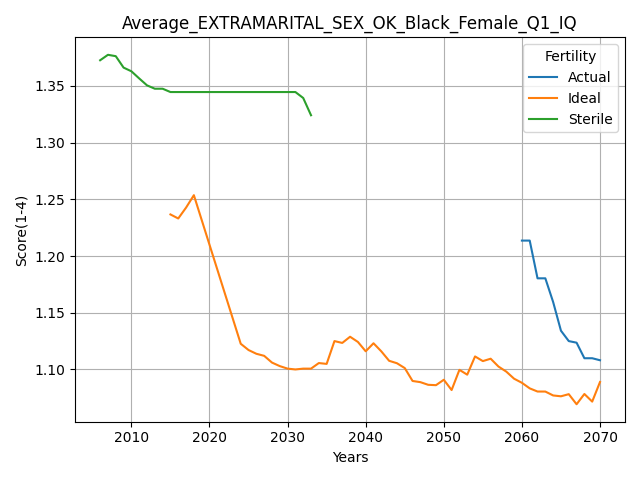 Average_EXTRAMARITAL_SEX_OK_Black_Female_Q1_IQ
Fertility
Actual
Ideal
Sterile
Score(1-4)
1.35
1.30
1.25
1.20
1.15
1.10
2010 2020 2030 2040 2050 2060 2070
Years